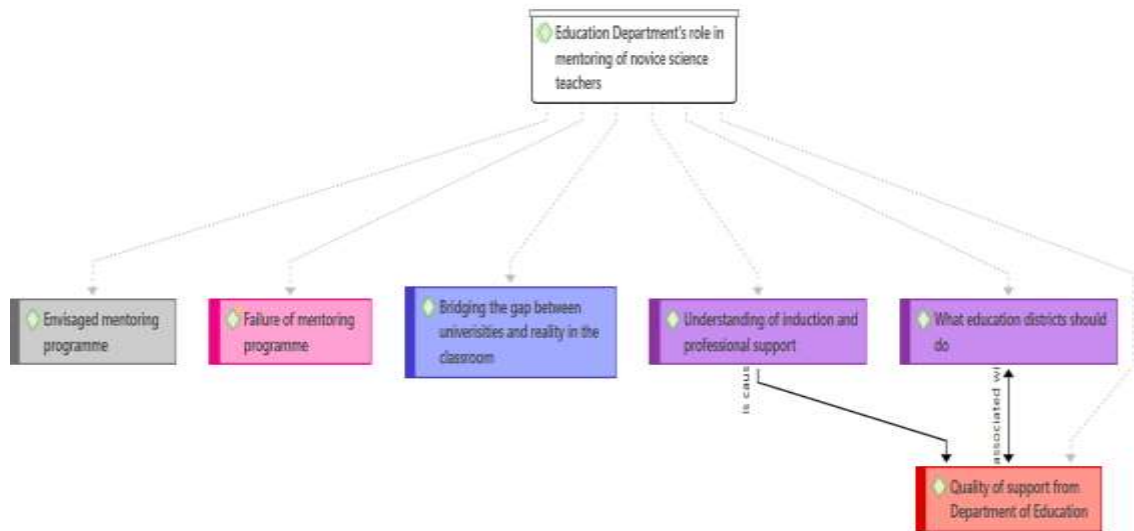 Education Department's role in
mentoring of novice science
teachers
Envisaged mentoring
programme
Failure of mentoring
programme
Bridging the gap between
univerisities and reality in the
classroom
Understanding of induction and
professional support
What education districts should
do
is caus
associated wi
Quality of support from
Department of Education